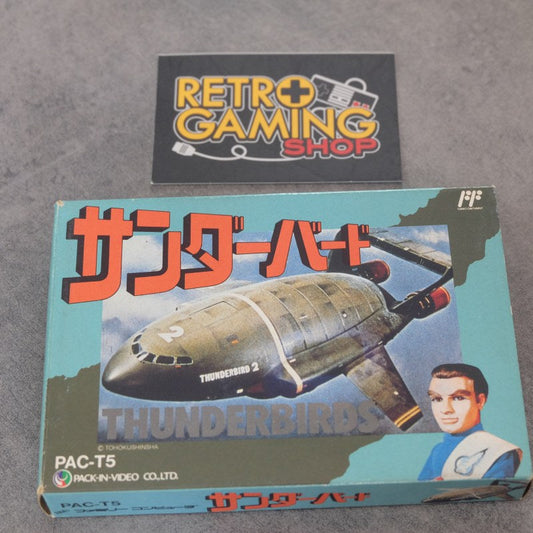 RETRO
GAMING
SHOP
サンダーバード
2
THUNDERBIRD 2
THUNDERBIRDS
© TOHOKUSHINSHA
PAC-T5
PACK-IN-VIDEO CO.,LTD.
PAC-T5
サンダーバード